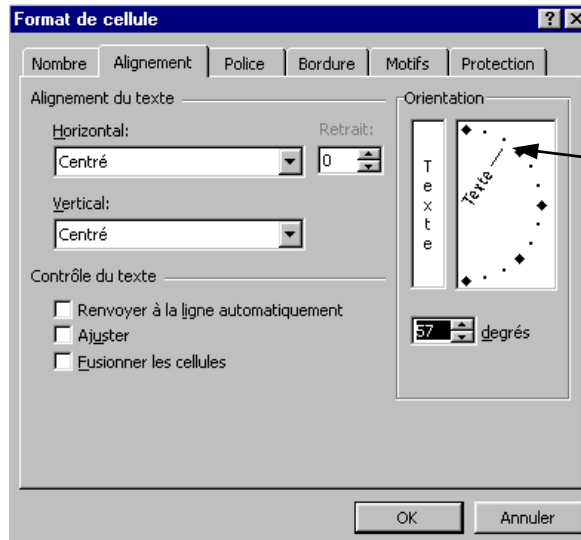 Format de cellule
Nombre Alignement Police Bordure Motifs Protection
Alignement du texte
Horizontal: Retrait:
Centré 0
Vertical:
Centré
Contrôle du texte
Renvoyer à la ligne automatiquement
Ajuster
Fusionner les cellules
Orientation
Texte
Texte
57 degrés
OK Annuler